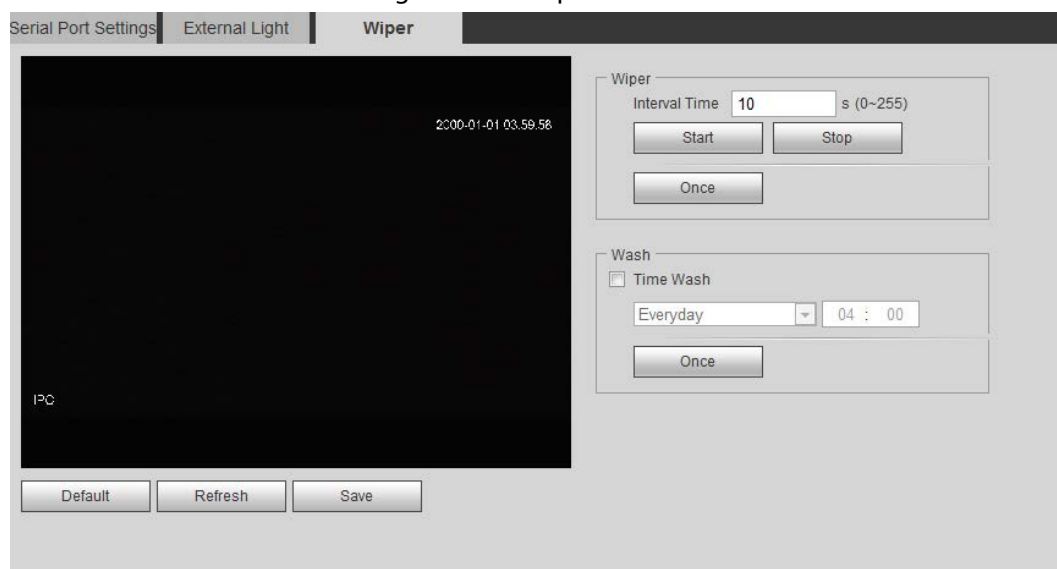 Serial Port Settings External Light Wiper
Wiper
Interval Time 10 s (0~255)
Start Stop
Once
2000-01-01 03:59:58
IPC
Wash
Time Wash
Everyday 04 : 00
Once
Default Refresh Save